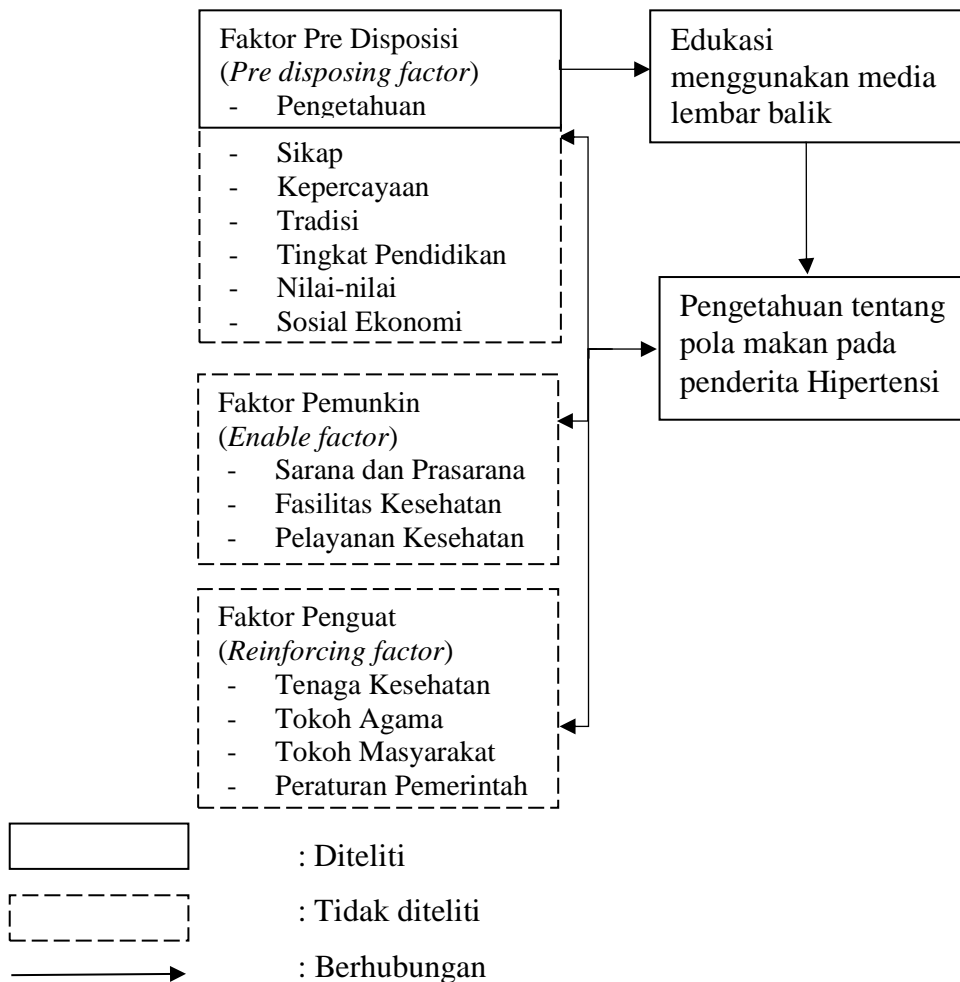 Faktor Pre Disposisi
(Pre disposing factor)
- Pengetahuan
- Sikap
- Kepercayaan
- Tradisi
- Tingkat Pendidikan
- Nilai-nilai
- Sosial Ekonomi
Edukasi
menggunakan media
lembar balik
Pengetahuan tentang
pola makan pada
penderita Hipertensi
Faktor Pemunkin
(Enable factor)
- Sarana dan Prasarana
- Fasilitas Kesehatan
- Pelayanan Kesehatan
Faktor Penguat
(Reinforcing factor)
- Tenaga Kesehatan
- Tokoh Agama
- Tokoh Masyarakat
- Peraturan Pemerintah
: Diteliti
: Tidak diteliti
: Berhubungan